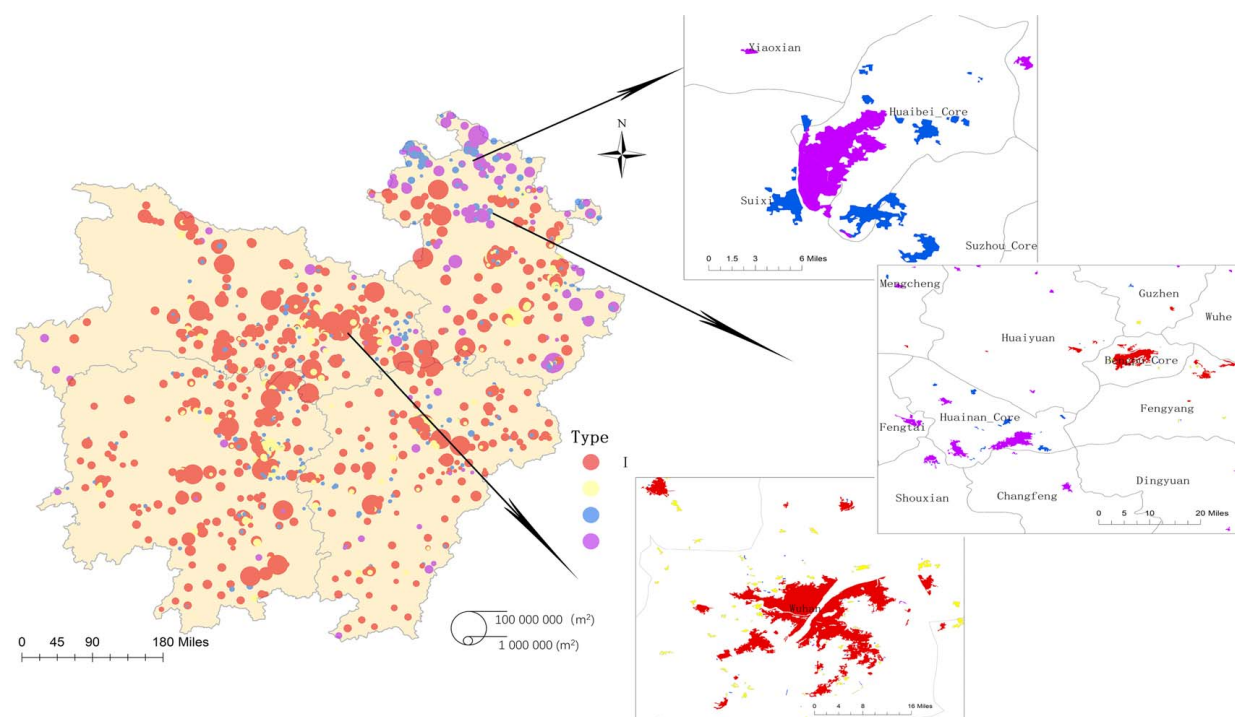 N
Type
I
0 45 90 180 Miles
100 000 000 (m²)
1 000 000 (m²)
Xiaoxian
Huaibei_Core
Suixi
Suzhou_Core
0 1.5 3 6 Miles
Mengcheng
Guzhen
Wuhe
Huaiyuan
Core
Fengyang
Huainan_Core
Fengtai
Dingyuan
Shouxian
Changfeng
0 5 10 20 Miles
Wuhan
0 4 8 16 Miles